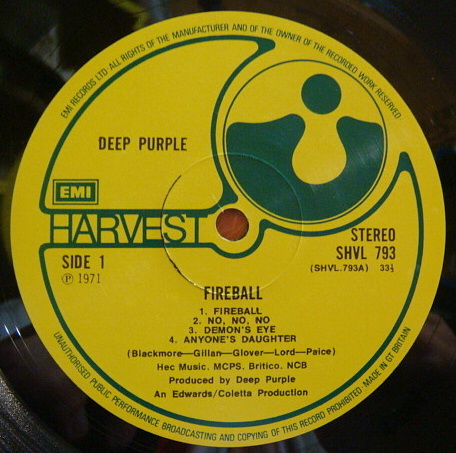 EMI RECORDS LTD. ALL RIGHTS OF THE MANUFACTURER AND OF THE OWNER OF THE RECORDED WORK RESERVED.
DEEP PURPLE
EMI
HARVEST
SIDE 1
Ⓟ 1971
STEREO
SHVL 793
(SHVL.793A) 33⅓
FIREBALL
1. FIREBALL
2. NO, NO, NO
3. DEMON'S EYE
4. ANYONE'S DAUGHTER
(Blackmore—Gillan—Glover—Lord—Paice)
Hec Music. MCPS. Britico. NCB
Produced by Deep Purple
An Edwards/Coletta Production
UNAUTHORISED PUBLIC PERFORMANCE BROADCASTING AND COPYING OF THIS RECORD PROHIBITED · MADE IN GT BRITAIN